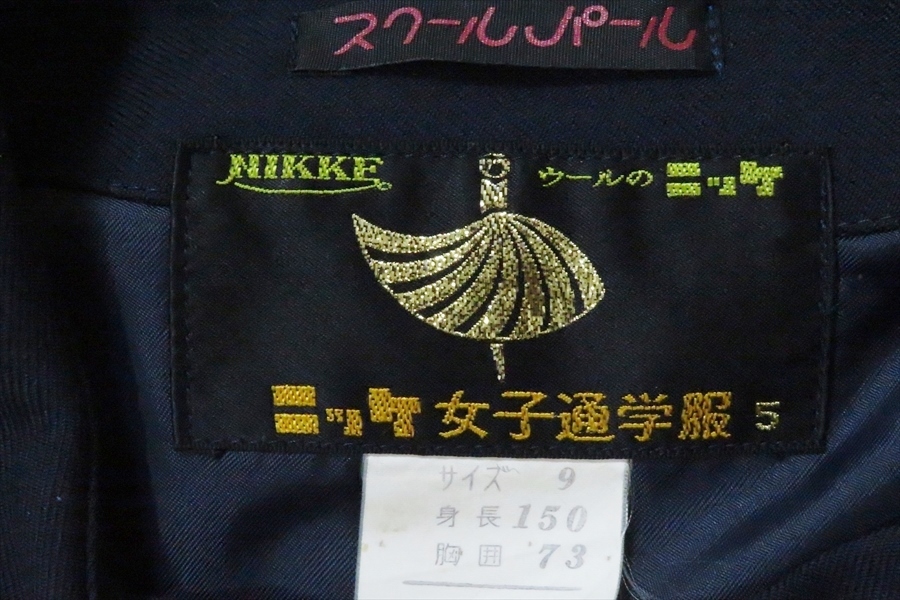 スクールパール
NIKKE ウールの ニッケ
ニッケ 女子通学服 5
サイズ 9
身長 150
胸囲 73